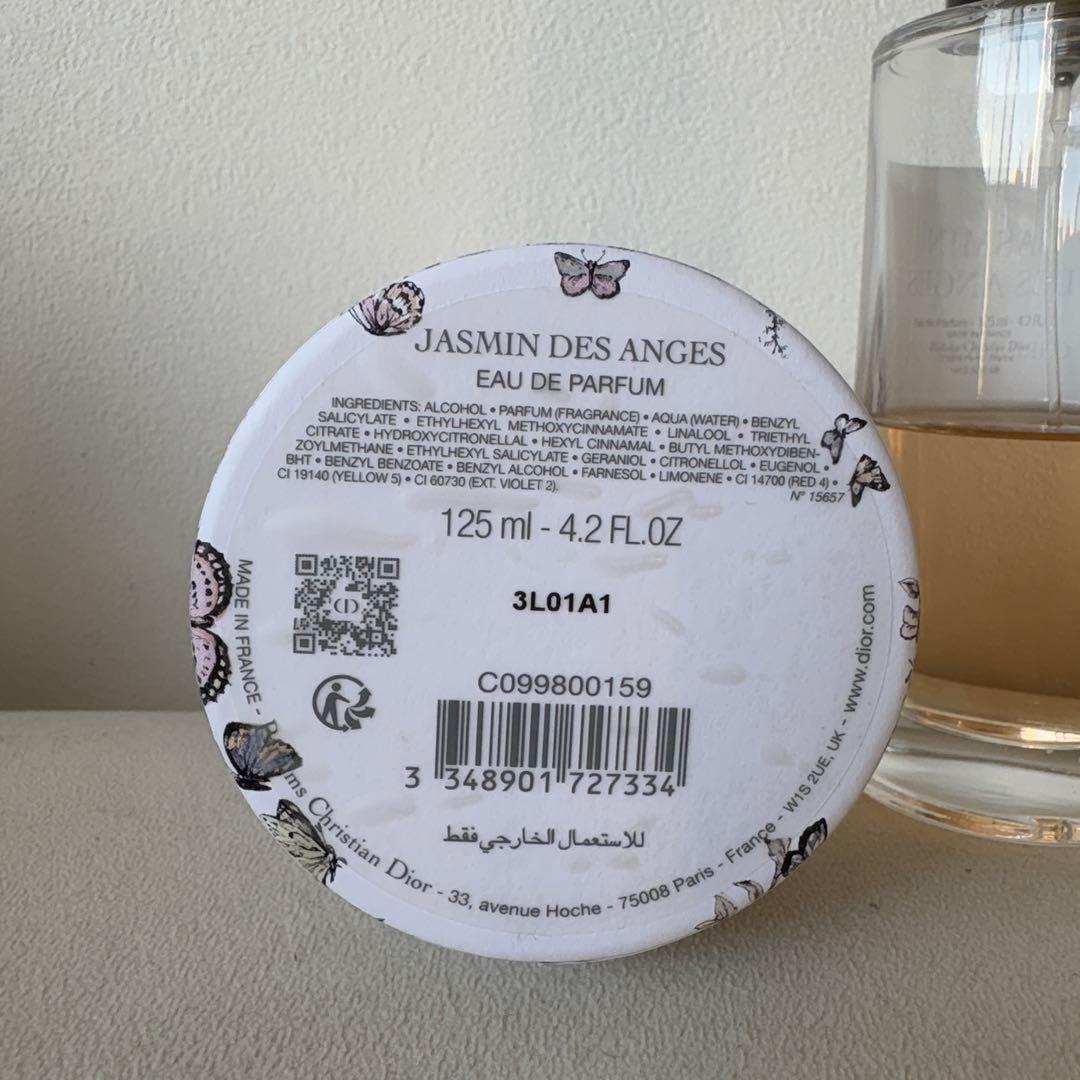 JASMIN DES ANGES
EAU DE PARFUM
INGREDIENTS: ALCOHOL • PARFUM (FRAGRANCE) • AQUA (WATER) • BENZYL
SALICYLATE • ETHYLHEXYL METHOXYCINNAMATE • LINALOOL • TRIETHYL
CITRATE • HYDROXYCITRONELLAL • HEXYL CINNAMAL • BUTYL METHOXYDIBEN-
ZOYLMETHANE • ETHYLHEXYL SALICYLATE • GERANIOL • CITRONELLOL • EUGENOL •
BHT • BENZYL BENZOATE • BENZYL ALCOHOL • FARNESOL • LIMONENE • CI 14700 (RED 4) •
CI 19140 (YELLOW 5) • CI 60730 (EXT. VIOLET 2).
N° 15657
125 ml - 4.2 FL.OZ
3L01A1
C099800159
3 348901 727334
للاستعمال الخارجي فقط
MADE IN FRANCE - Christian Dior - 33, avenue Hoche - 75008 Paris - France - W1S 2UE, UK - www.dior.com